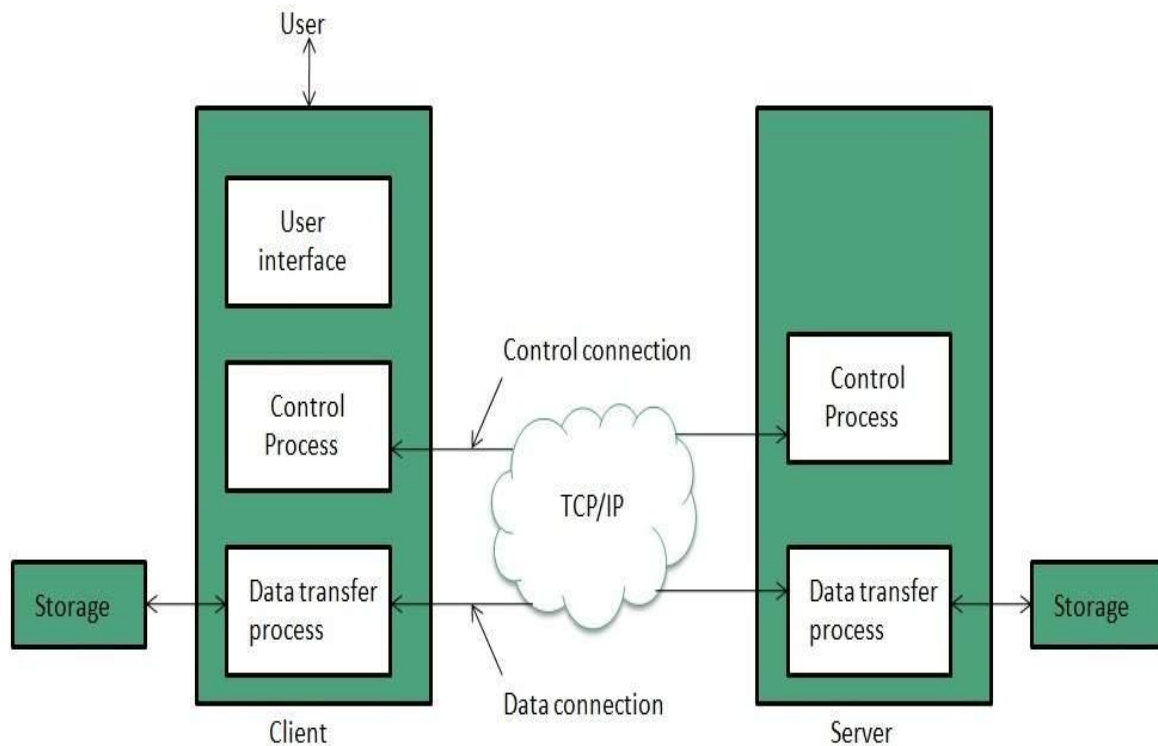 User
User
interface
Control connection
Control
Process
Control
Process
TCP/IP
Storage
Data transfer
process
Data transfer
process
Storage
Data connection
Client
Server